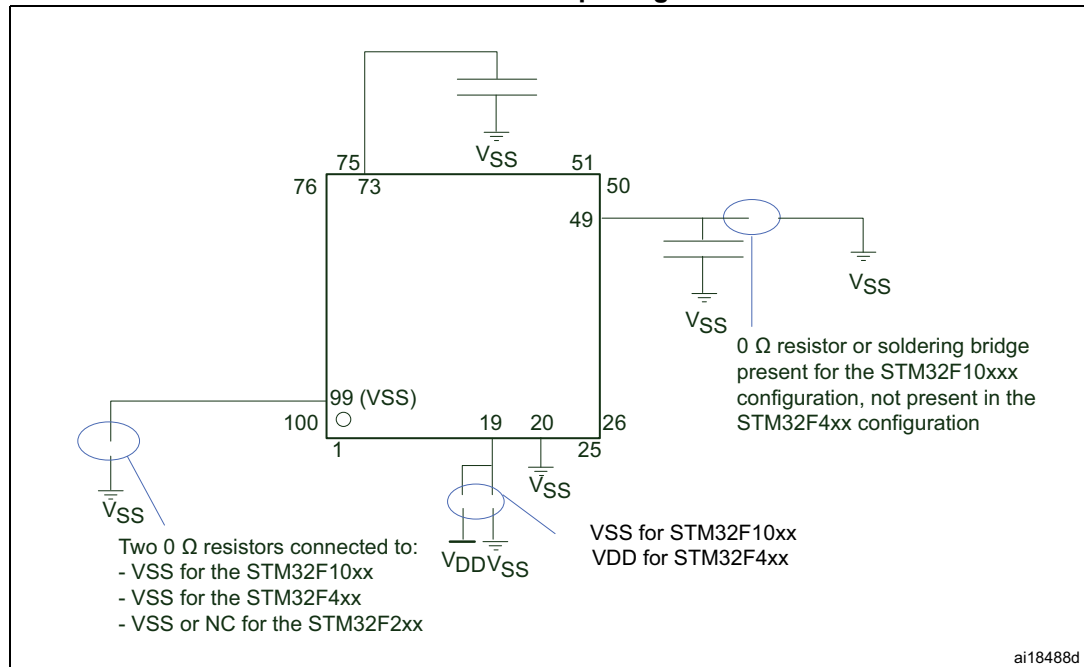 VSS
75
51
76
73
50
49
VSS
VSS
0 Ω resistor or soldering bridge
present for the STM32F10xxx
configuration, not present in the
STM32F4xx configuration
99 (VSS)
100
19
20
26
1
25
VSS
VSS
VDD VSS
VSS for STM32F10xx
VDD for STM32F4xx
Two 0 Ω resistors connected to:
- VSS for the STM32F10xx
- VSS for the STM32F4xx
- VSS or NC for the STM32F2xx
ai18488d